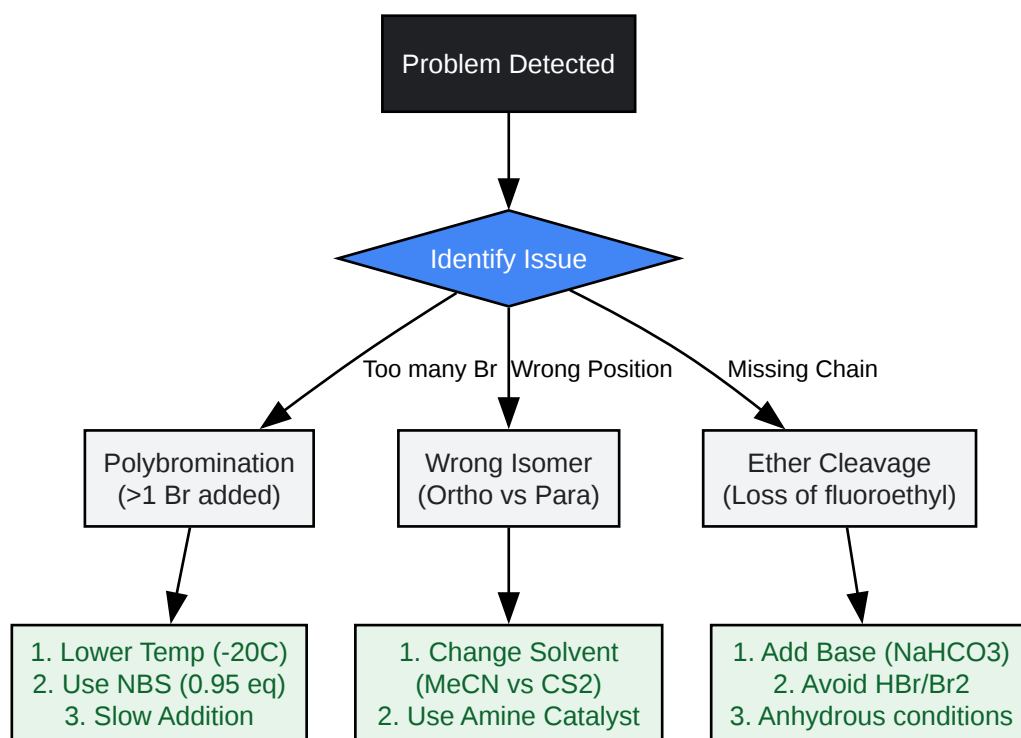 Problem Detected
Identify Issue
Too many Br
Wrong Position
Missing Chain
Polybromination
(>1 Br added)
Wrong Isomer
(Ortho vs Para)
Ether Cleavage
(Loss of fluoroethyl)
1. Lower Temp (-20C)
2. Use NBS (0.95 eq)
3. Slow Addition
1. Change Solvent
(MeCN vs CS2)
2. Use Amine Catalyst
1. Add Base (NaHCO3)
2. Avoid HBr/Br2
3. Anhydrous conditions